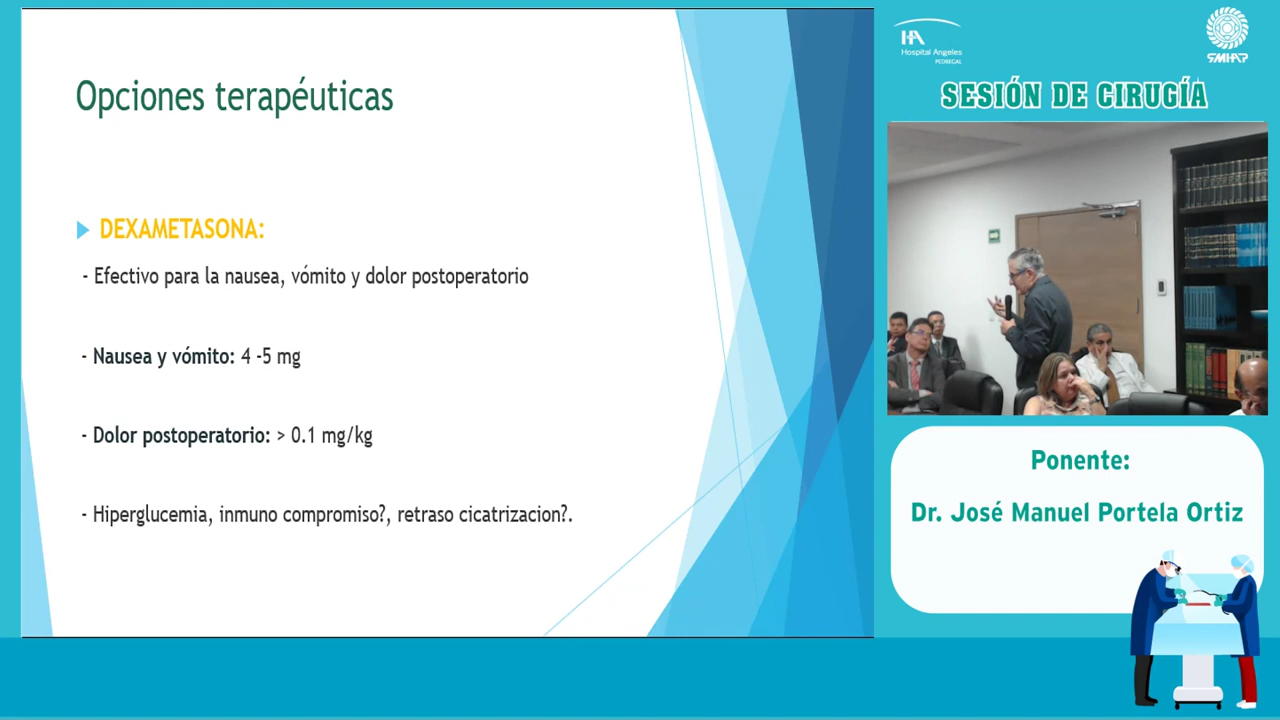 Opciones terapéuticas
DEXAMETASONA:
- Efectivo para la nausea, vómito y dolor postoperatorio
- Nausea y vómito: 4 -5 mg
- Dolor postoperatorio: > 0.1 mg/kg
- Hiperglucemia, inmuno compromiso?, retraso cicatrizacion?.
HA
Hospital Angeles
PEDREGAL
SMHAP
SESIÓN DE CIRUGÍA
Ponente:
Dr. José Manuel Portela Ortiz